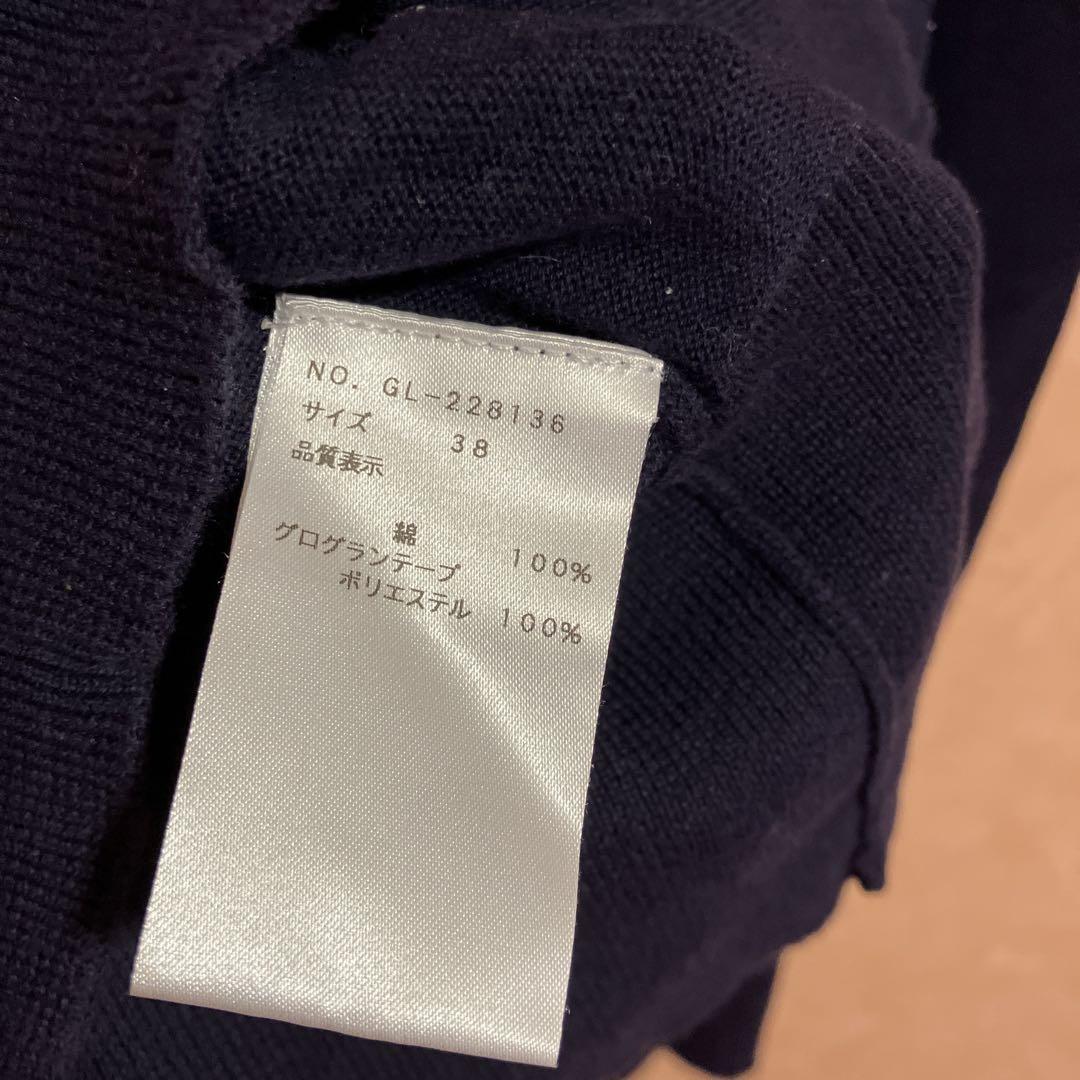 NO. GL-228136
サイズ 38
品質表示
綿 100%
グログランテープ
ポリエステル 100%